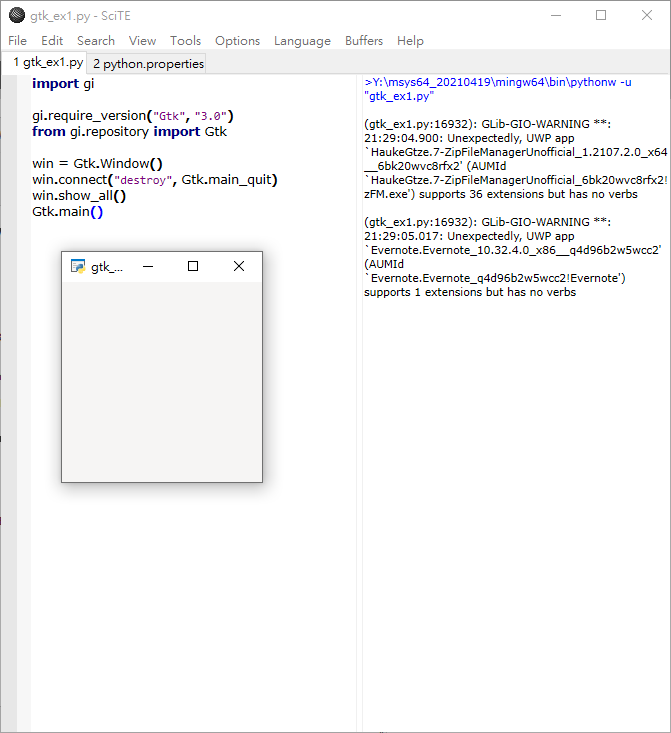 gtk_ex1.py - SciTE
File Edit Search View Tools Options Language Buffers Help
1 gtk_ex1.py 2 python.properties
import gi
gi.require_version("Gtk", "3.0")
from gi.repository import Gtk
win = Gtk.Window()
win.connect("destroy", Gtk.main_quit)
win.show_all()
Gtk.main()
gtk_...
>Y:\msys64_20210419\mingw64\bin\pythonw -u
"gtk_ex1.py"
(gtk_ex1.py:16932): GLib-GIO-WARNING **:
21:29:04.900: Unexpectedly, UWP app
`HaukeGtze.7-ZipFileManagerUnofficial_1.2107.2.0_x64
__6bk20wvc8rfx2' (AUMId
`HaukeGtze.7-ZipFileManagerUnofficial_6bk20wvc8rfx2!
zFM.exe') supports 36 extensions but has no verbs
(gtk_ex1.py:16932): GLib-GIO-WARNING **:
21:29:05.017: Unexpectedly, UWP app
`Evernote.Evernote_10.32.4.0_x86__q4d96b2w5wcc2'
(AUMId
`Evernote.Evernote_q4d96b2w5wcc2!Evernote')
supports 1 extensions but has no verbs